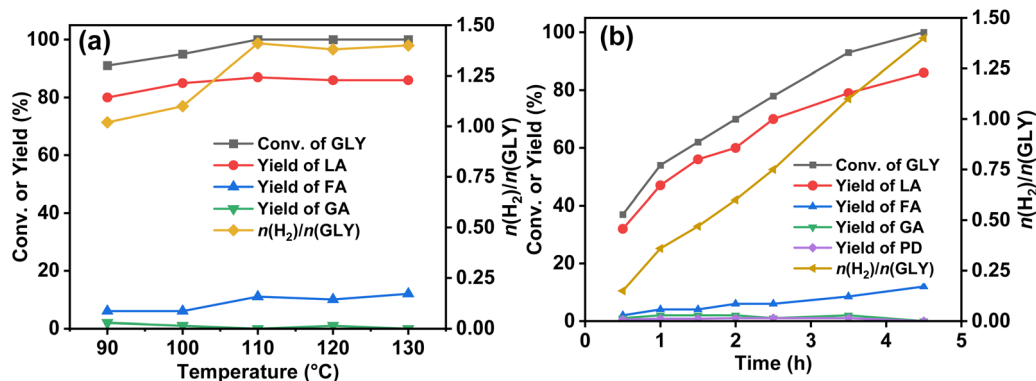 (a)
Conv. or Yield (%)
100
80
60
40
20
0
1.50
1.25
1.00
0.75
0.50
0.25
0.00
n(H₂)/n(GLY)
Conv. of GLY
Yield of LA
Yield of FA
Yield of GA
n(H₂)/n(GLY)
90 100 110 120 130
Temperature (°C)
(b)
Conv. or Yield (%)
100
80
60
40
20
0
1.50
1.25
1.00
0.75
0.50
0.25
0.00
n(H₂)/n(GLY)
Conv. of GLY
Yield of LA
Yield of FA
Yield of GA
Yield of PD
n(H₂)/n(GLY)
0 1 2 3 4 5
Time (h)